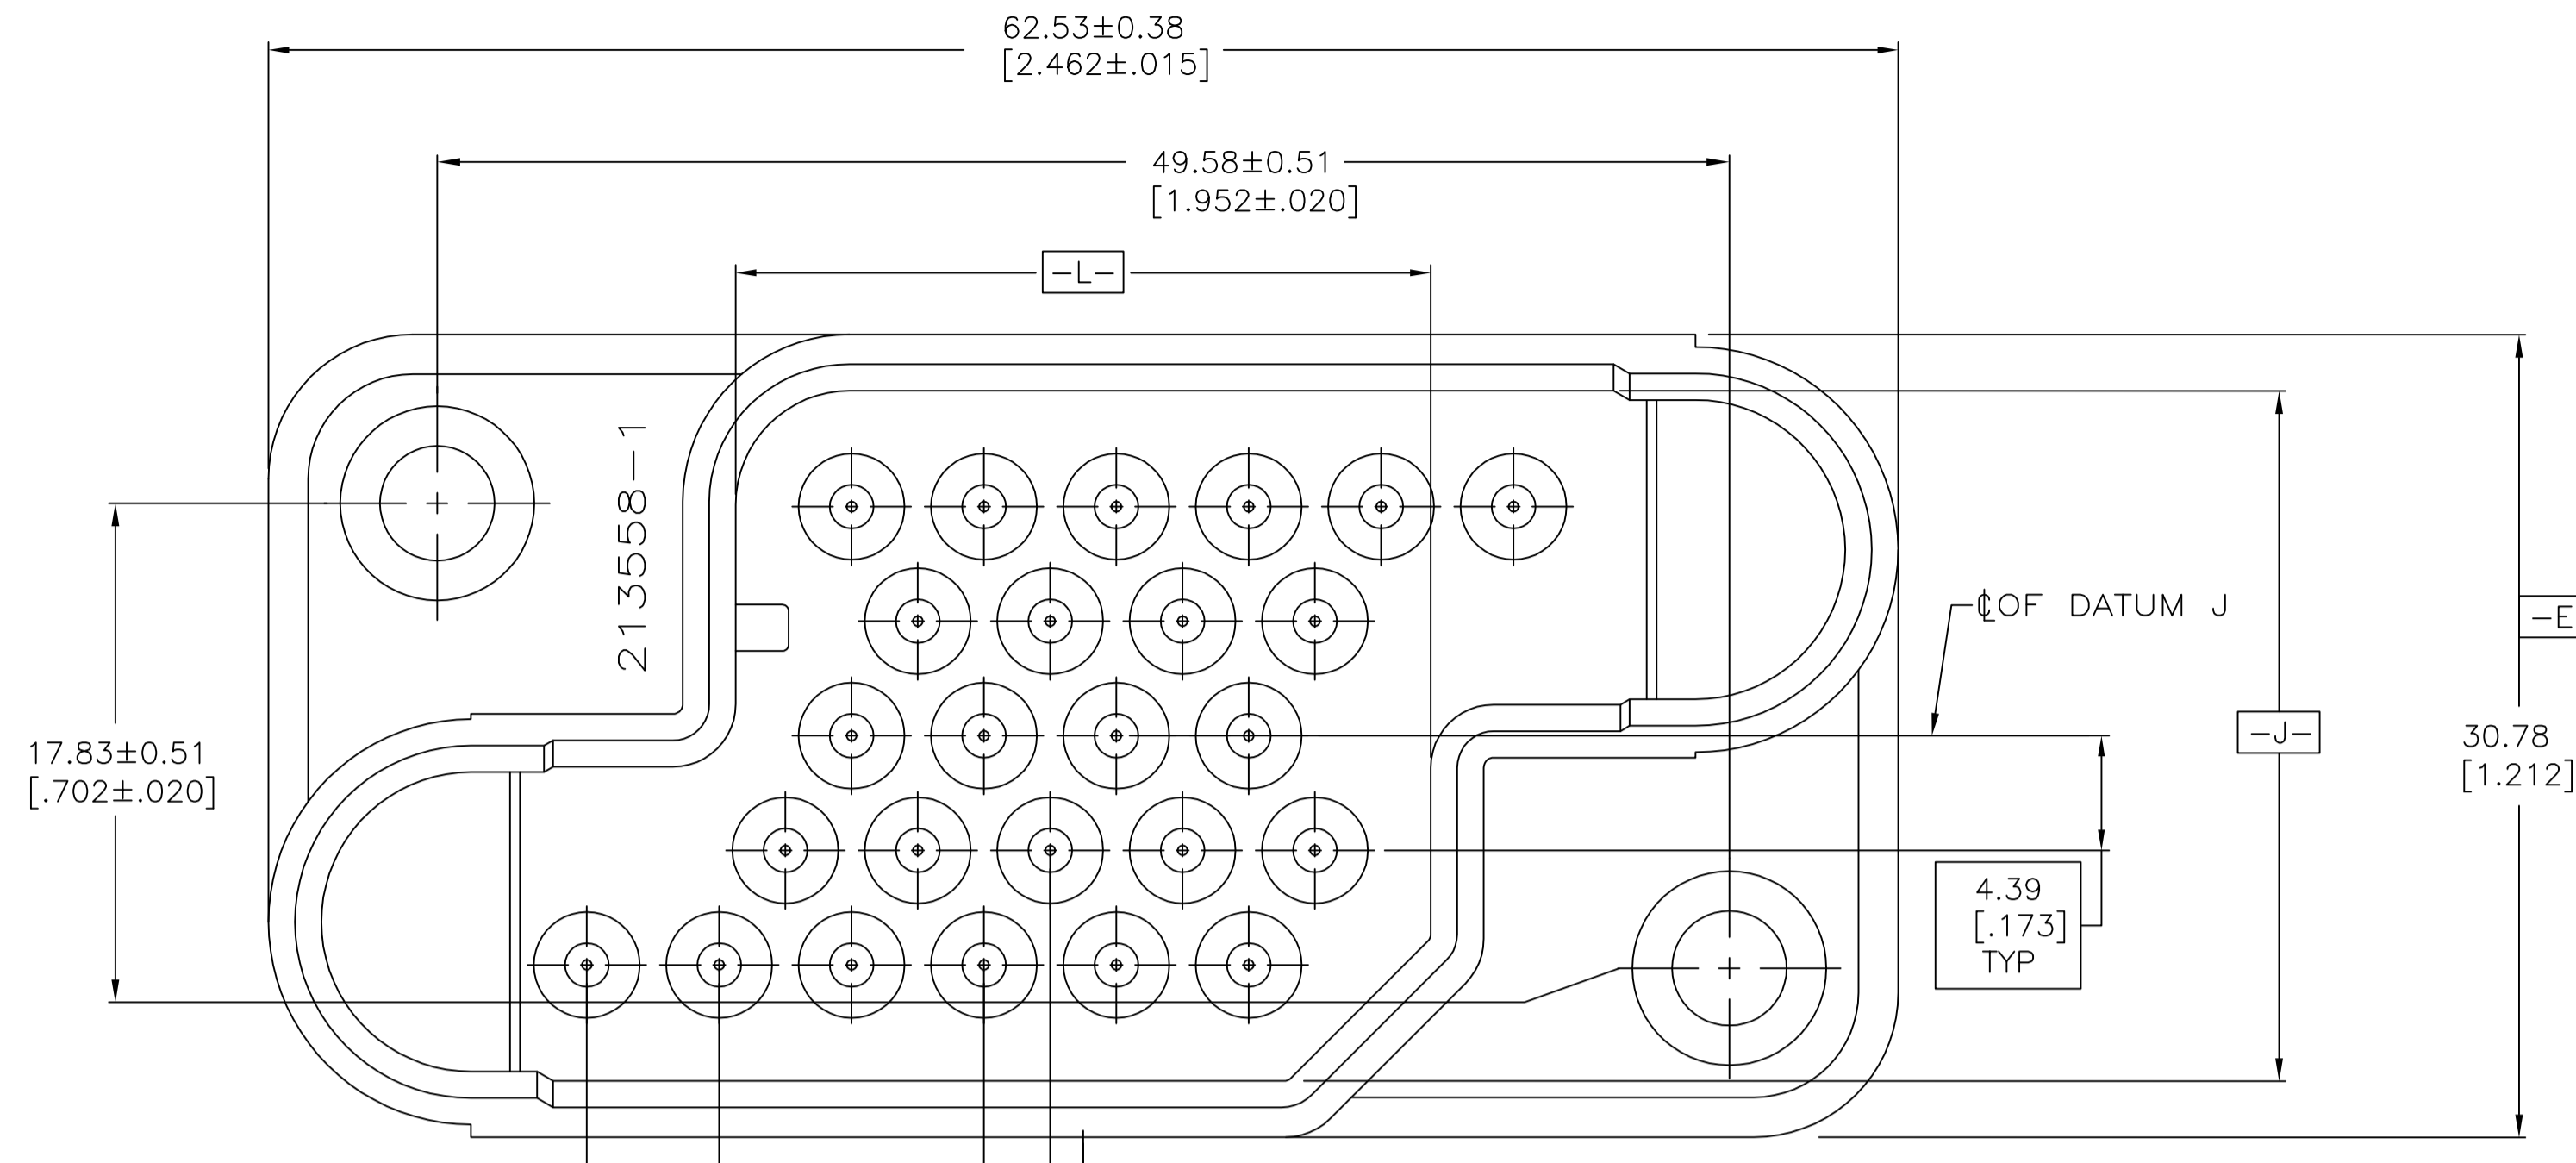 62.53±0.38
[2.462±.015]
49.58±0.51
[1.952±.020]
-L-
213558-1
℄OF DATUM J
-E
17.83±0.51
[.702±.020]
-J-
30.78
[1.212]
4.39
[.173]
TYP